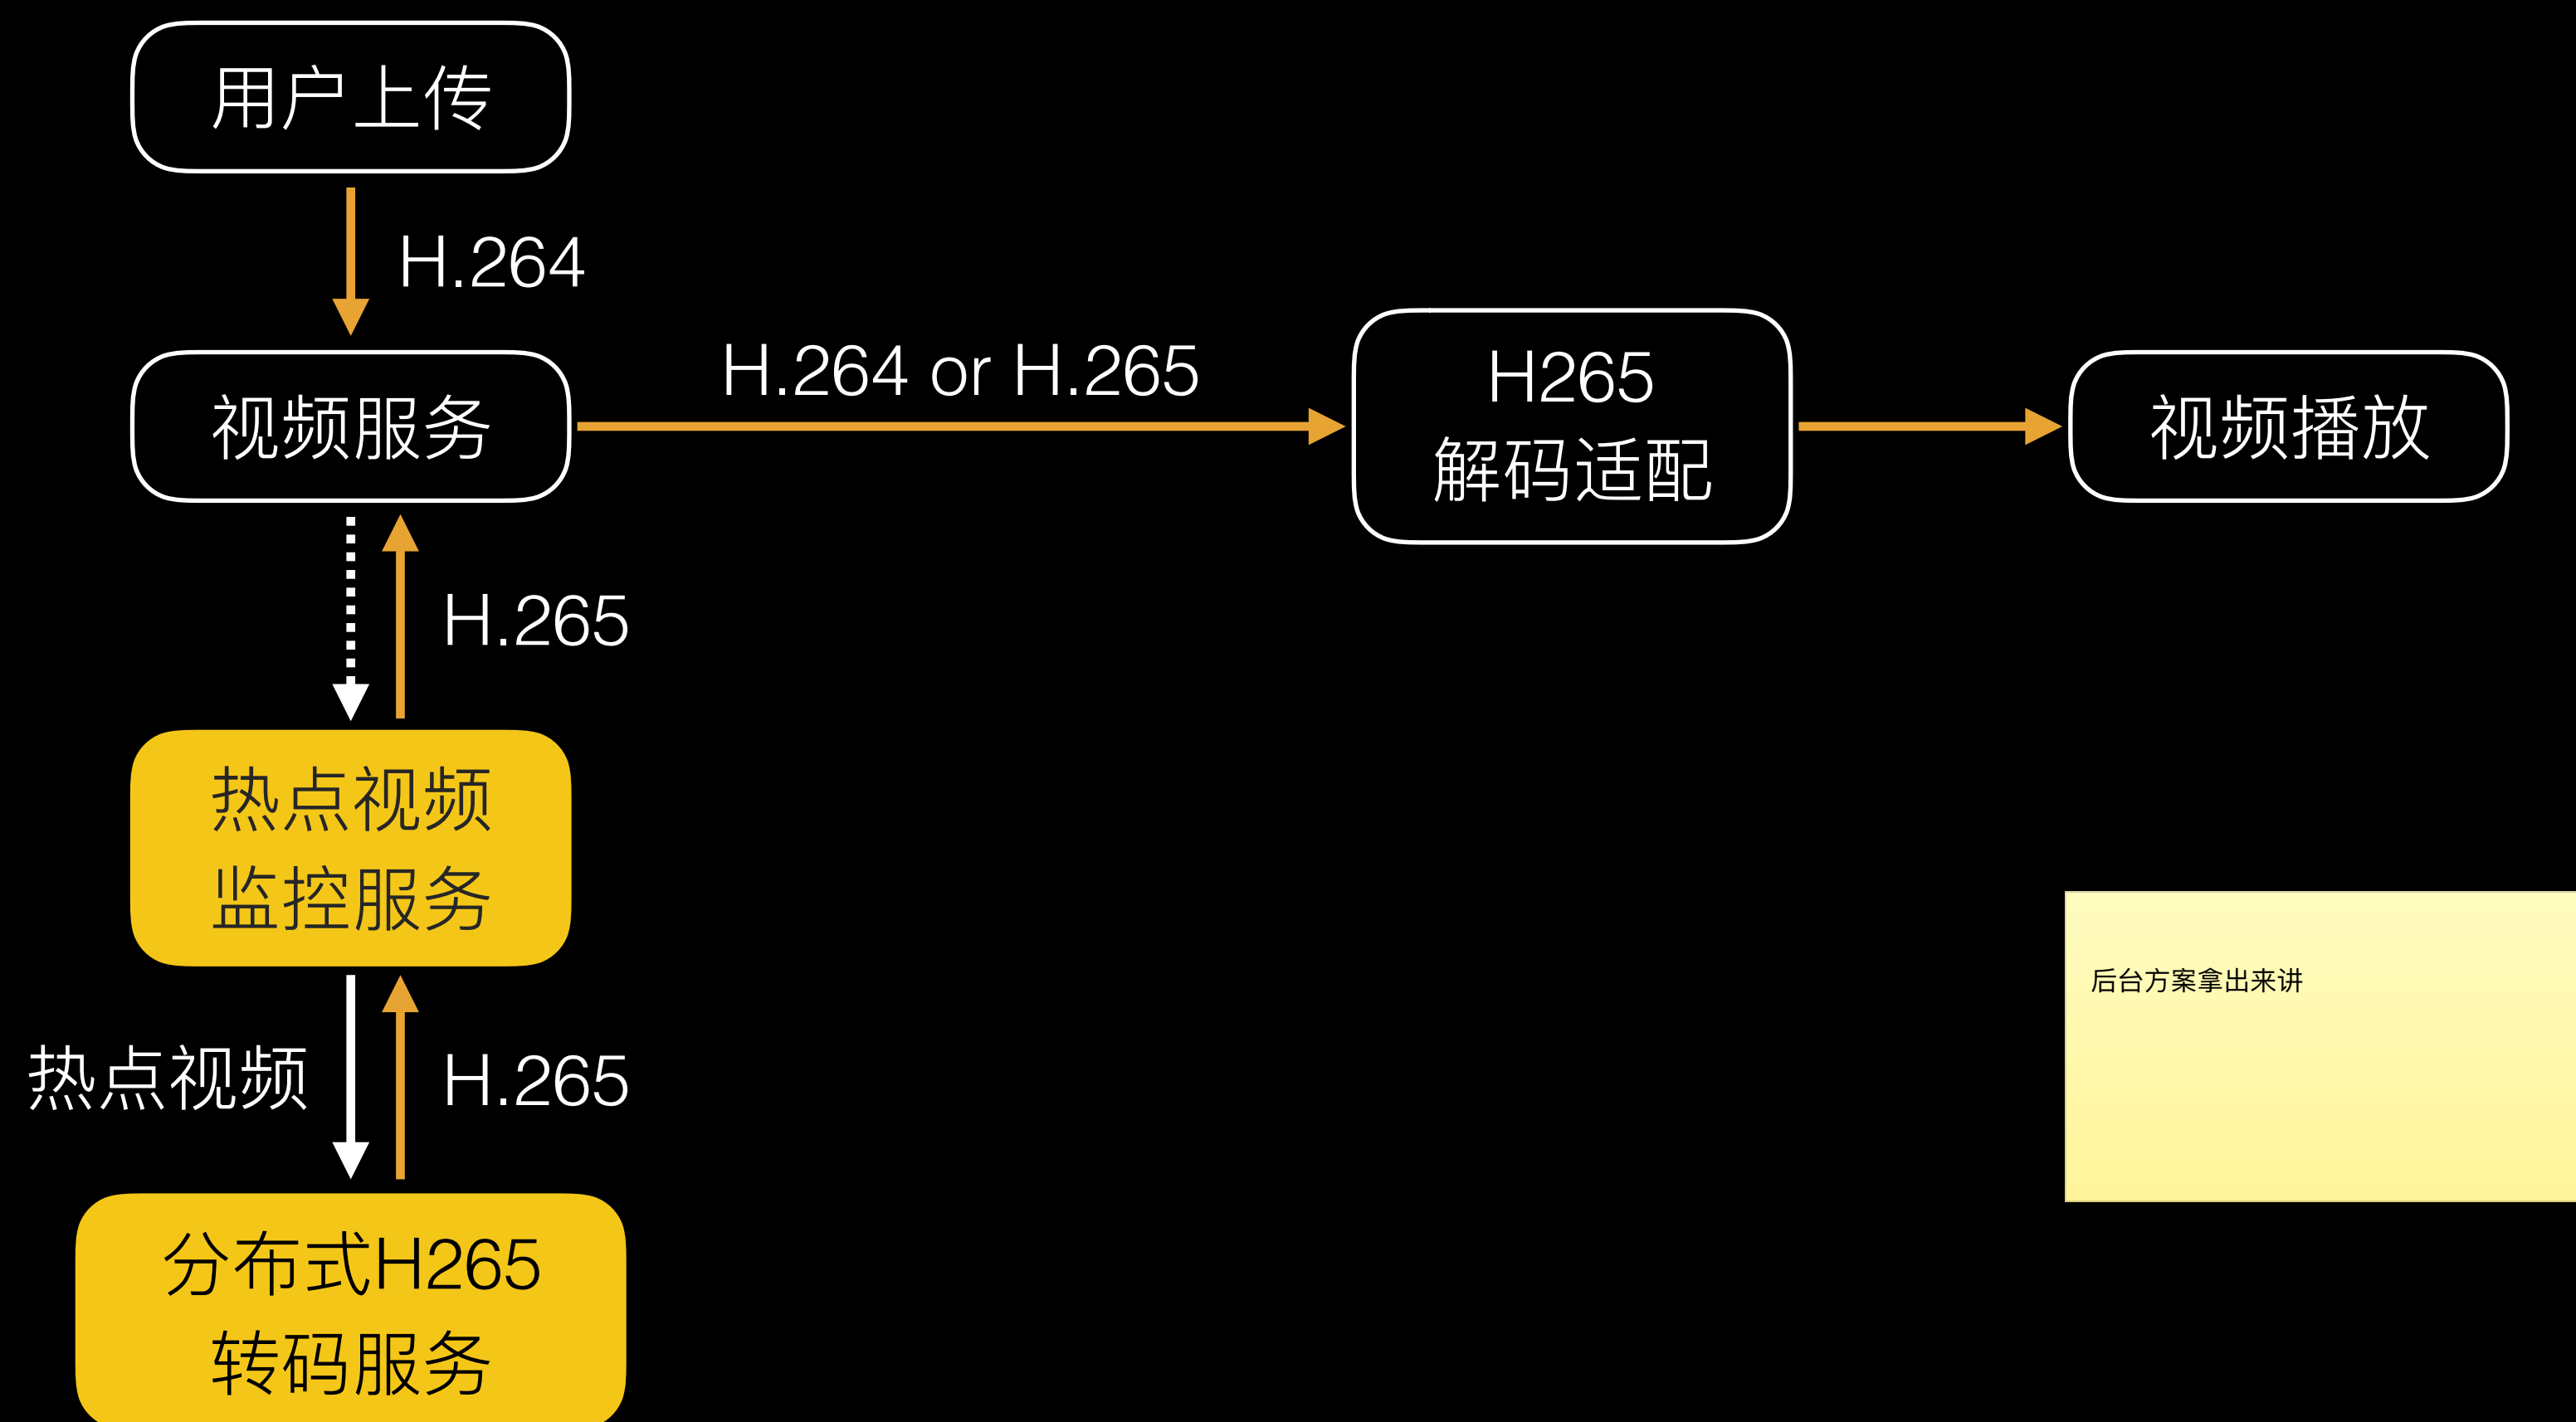 用户上传
H.264
视频服务
H.264 or H.265
H265
解码适配
视频播放
H.265
热点视频
监控服务
热点视频
H.265
后台方案拿出来讲
分布式H265
转码服务